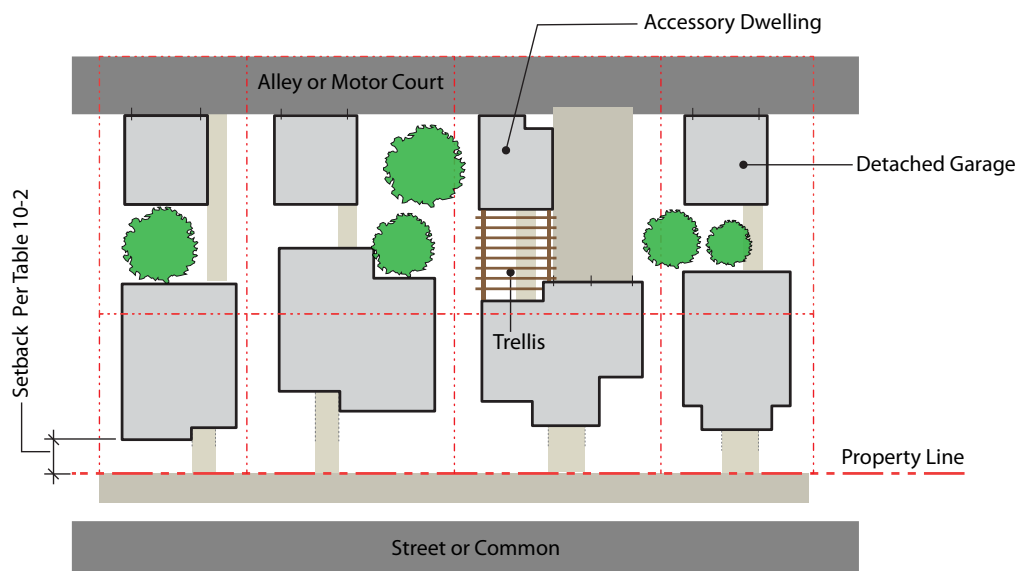 Accessory Dwelling
Alley or Motor Court
Detached Garage
Setback Per Table 10-2
Trellis
Property Line
Street or Common